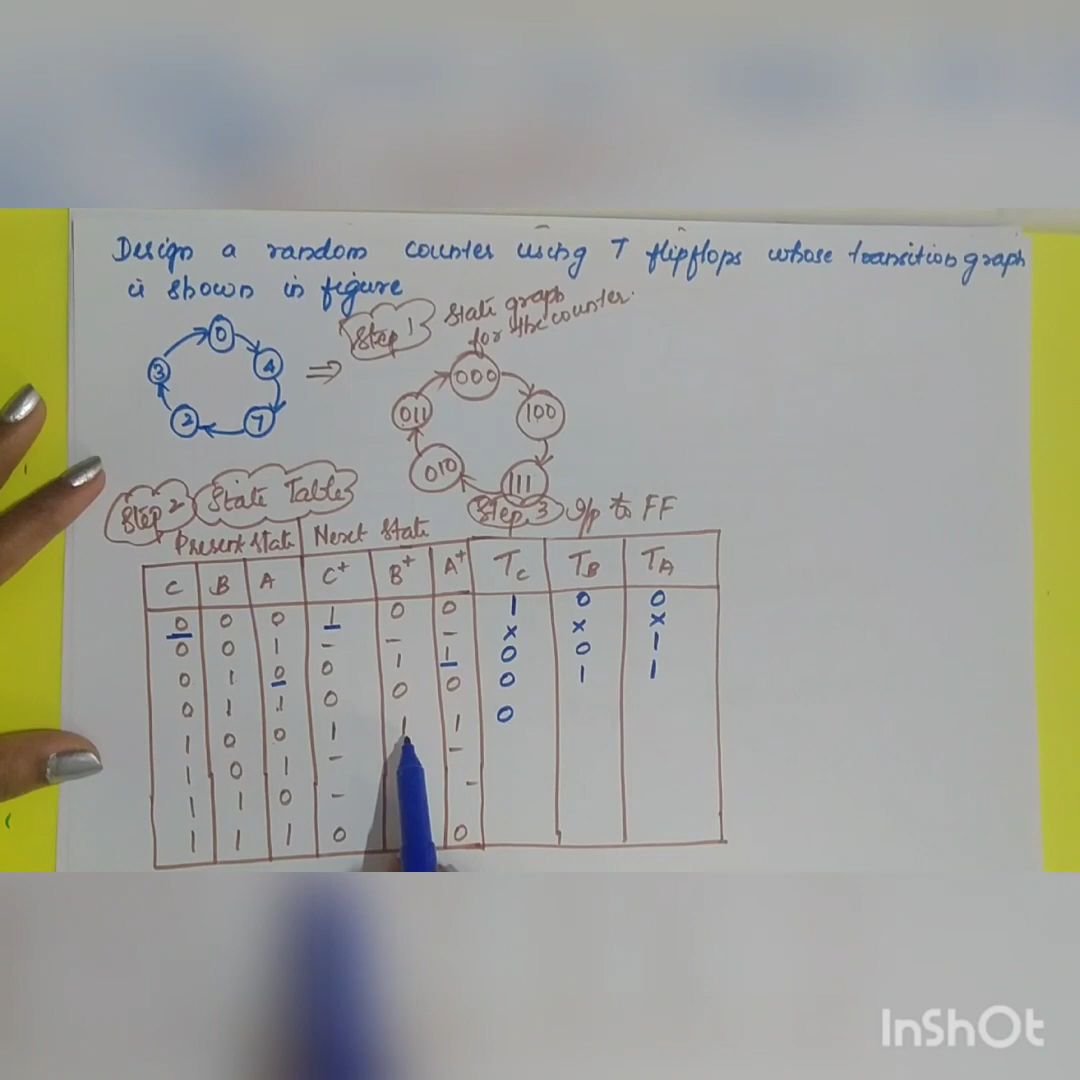 Design a random counter using T flipflops whose transition graph
is shown in figure
Step 1 State graph
for the counter.
0
3 4
2 7
⇒
000
011 100
010 111
Step 2 State Table
Step 3 I/p to FF
Present state Next state
C B A C+ B+ A+ TC TB TA
0 0 0 1 0 0 1 0 0
0 0 1 - - - x x x
0 1 0 0 1 1 0 0 1
0 1 1 0 0 0 0 1 1
1 0 0 1 1 1 0
1 0 1 - -
1 1 0 - -
1 1 1 0 0
InShOt